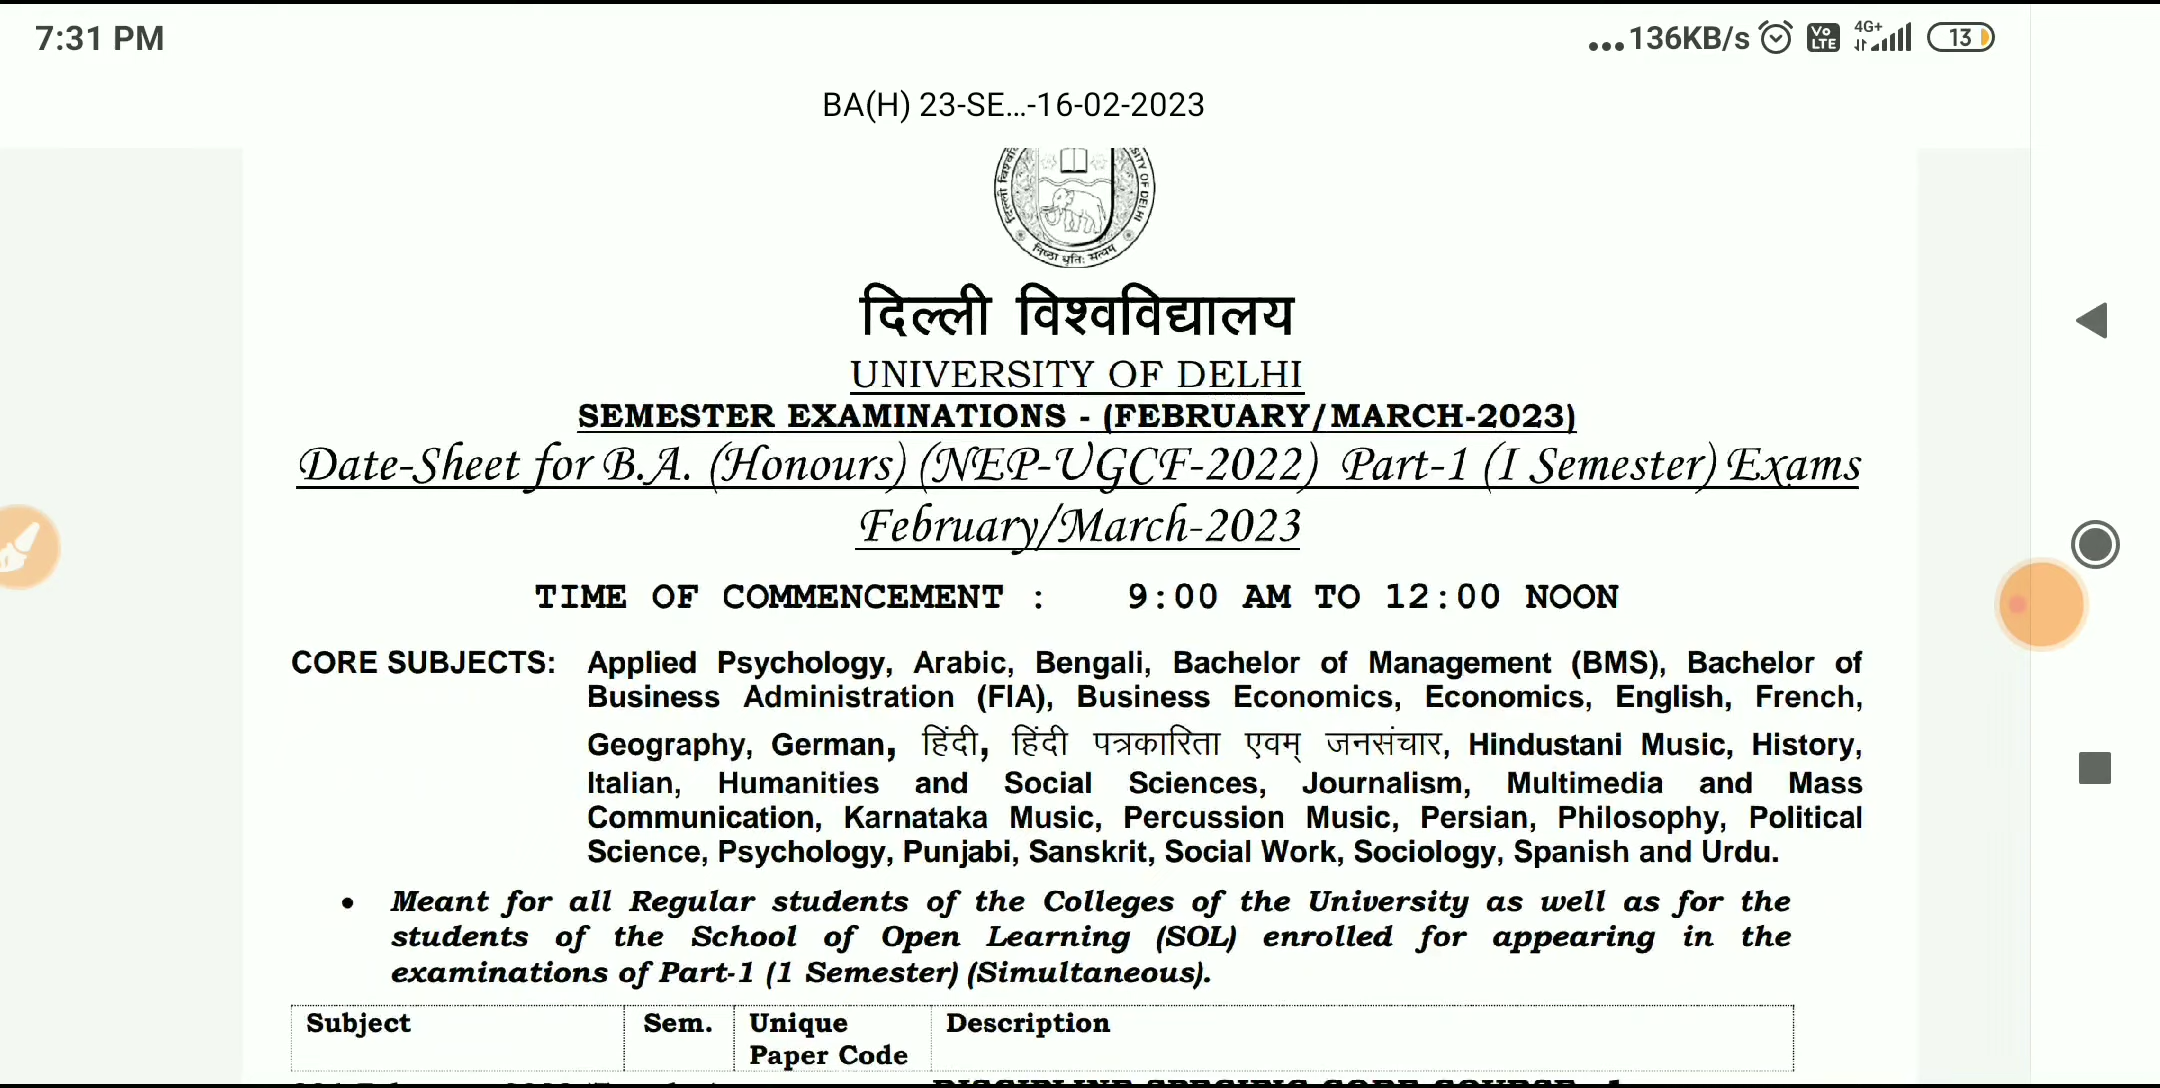 7:31 PM
...136KB/s Vo LTE 4G+ 13
BA(H) 23-SE...-16-02-2023
निष्ठा धृतिः सत्यम
दिल्ली विश्वविद्यालय
UNIVERSITY OF DELHI
SEMESTER EXAMINATIONS - (FEBRUARY/MARCH-2023)
Date-Sheet for B.A. (Honours) (NEP-UGCF-2022) Part-1 (I Semester) Exams
February/March-2023
TIME OF COMMENCEMENT : 9:00 AM TO 12:00 NOON
CORE SUBJECTS: Applied Psychology, Arabic, Bengali, Bachelor of Management (BMS), Bachelor of
Business Administration (FIA), Business Economics, Economics, English, French,
Geography, German, हिंदी, हिंदी पत्रकारिता एवम् जनसंचार, Hindustani Music, History,
Italian, Humanities and Social Sciences, Journalism, Multimedia and Mass
Communication, Karnataka Music, Percussion Music, Persian, Philosophy, Political
Science, Psychology, Punjabi, Sanskrit, Social Work, Sociology, Spanish and Urdu.
• Meant for all Regular students of the Colleges of the University as well as for the
students of the School of Open Learning (SOL) enrolled for appearing in the
examinations of Part-1 (1 Semester) (Simultaneous).
Subject Sem. Unique Description
Paper Code